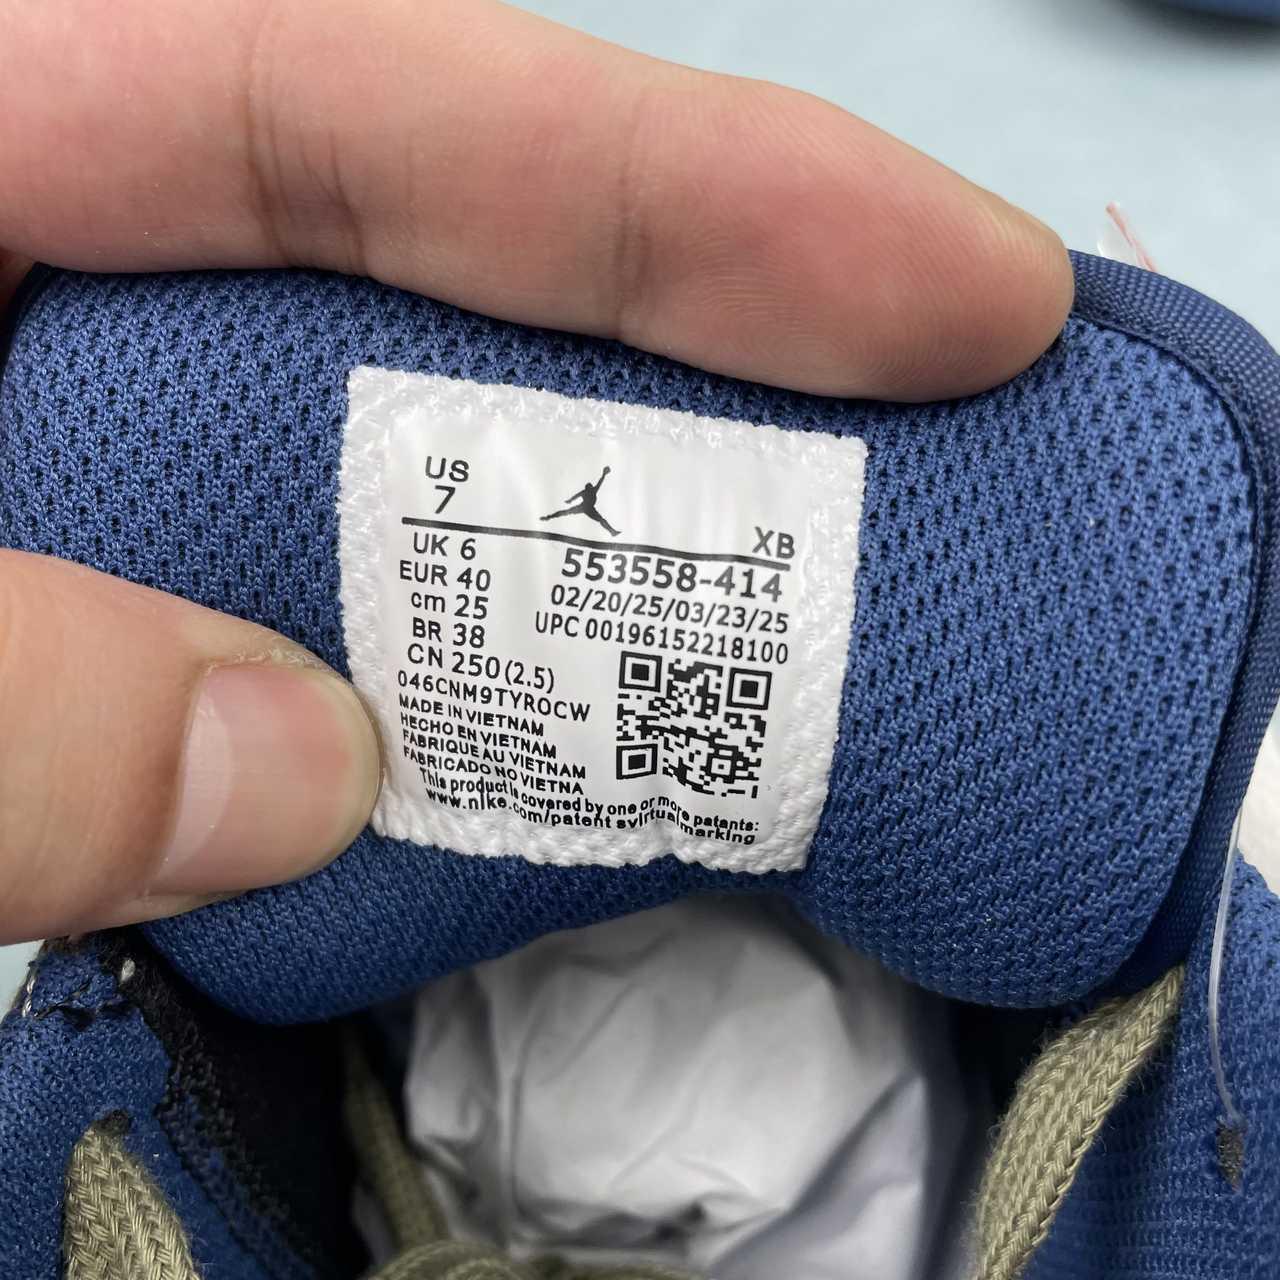 US
7
XB
UK 6
EUR 40
cm 25
BR 38
CN 250(2.5)
553558-414
02/20/25/03/23/25
UPC 00196152218100
046CNM9TYROCW
MADE IN VIETNAM
HECHO EN VIETNAM
FABRIQUE AU VIETNAM
FABRICADO NO VIETNA
This product is covered by one or more patents:
www.nike.com/patent svirtualmarking